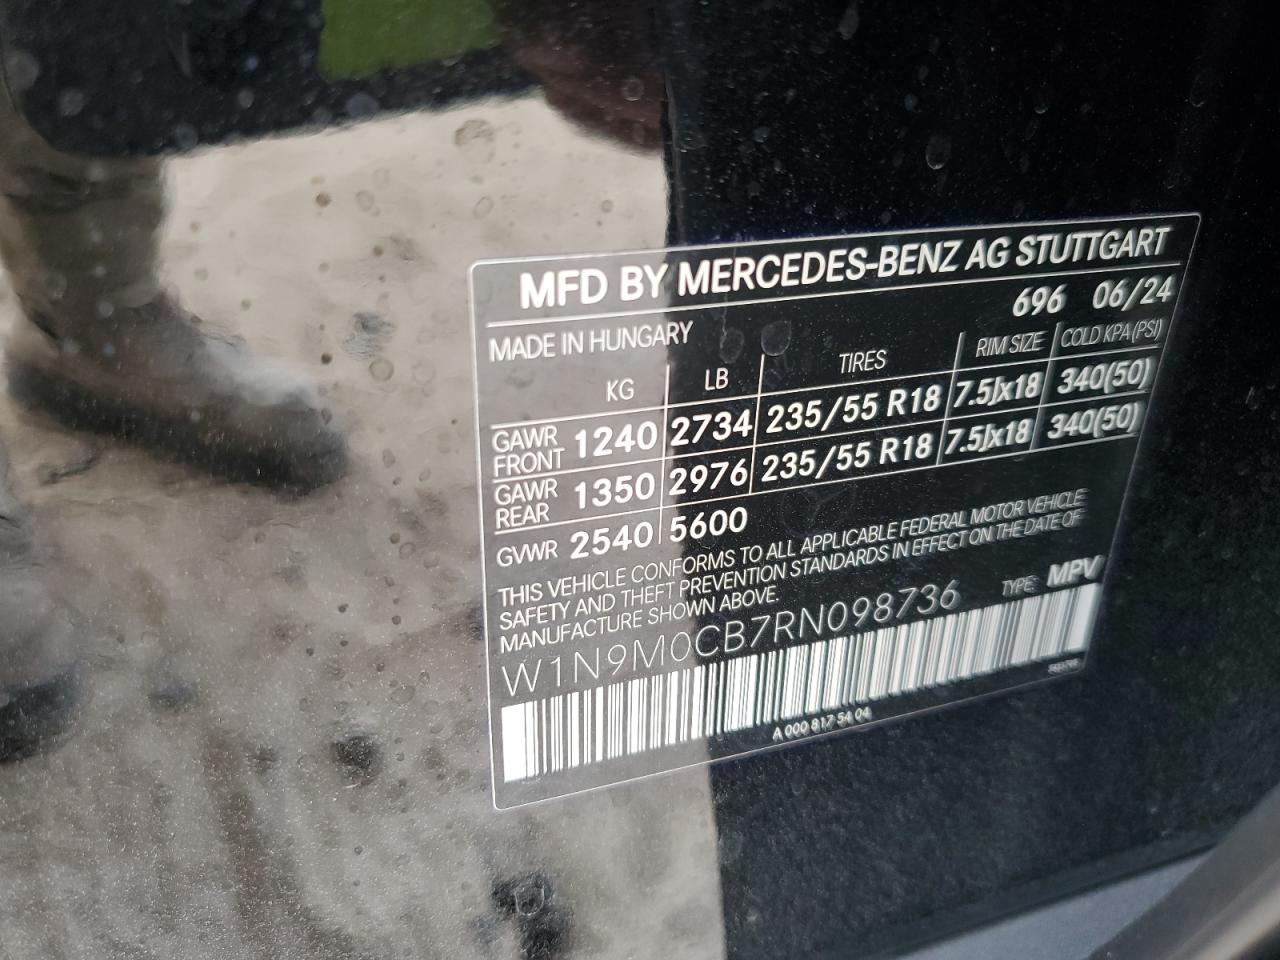 MFD BY MERCEDES-BENZ AG STUTTGART
696 06/24
MADE IN HUNGARY
KG LB TIRES RIM SIZE COLD KPA (PSI)
GAWR FRONT 1240 2734 235/55 R18 7.5Jx18 340(50)
GAWR REAR 1350 2976 235/55 R18 7.5Jx18 340(50)
GVWR 2540 5600
THIS VEHICLE CONFORMS TO ALL APPLICABLE FEDERAL MOTOR VEHICLE
SAFETY AND THEFT PREVENTION STANDARDS IN EFFECT ON THE DATE OF
MANUFACTURE SHOWN ABOVE.
W1N9M0CB7RN098736 TYPE: MPV
A 000 817 54 04